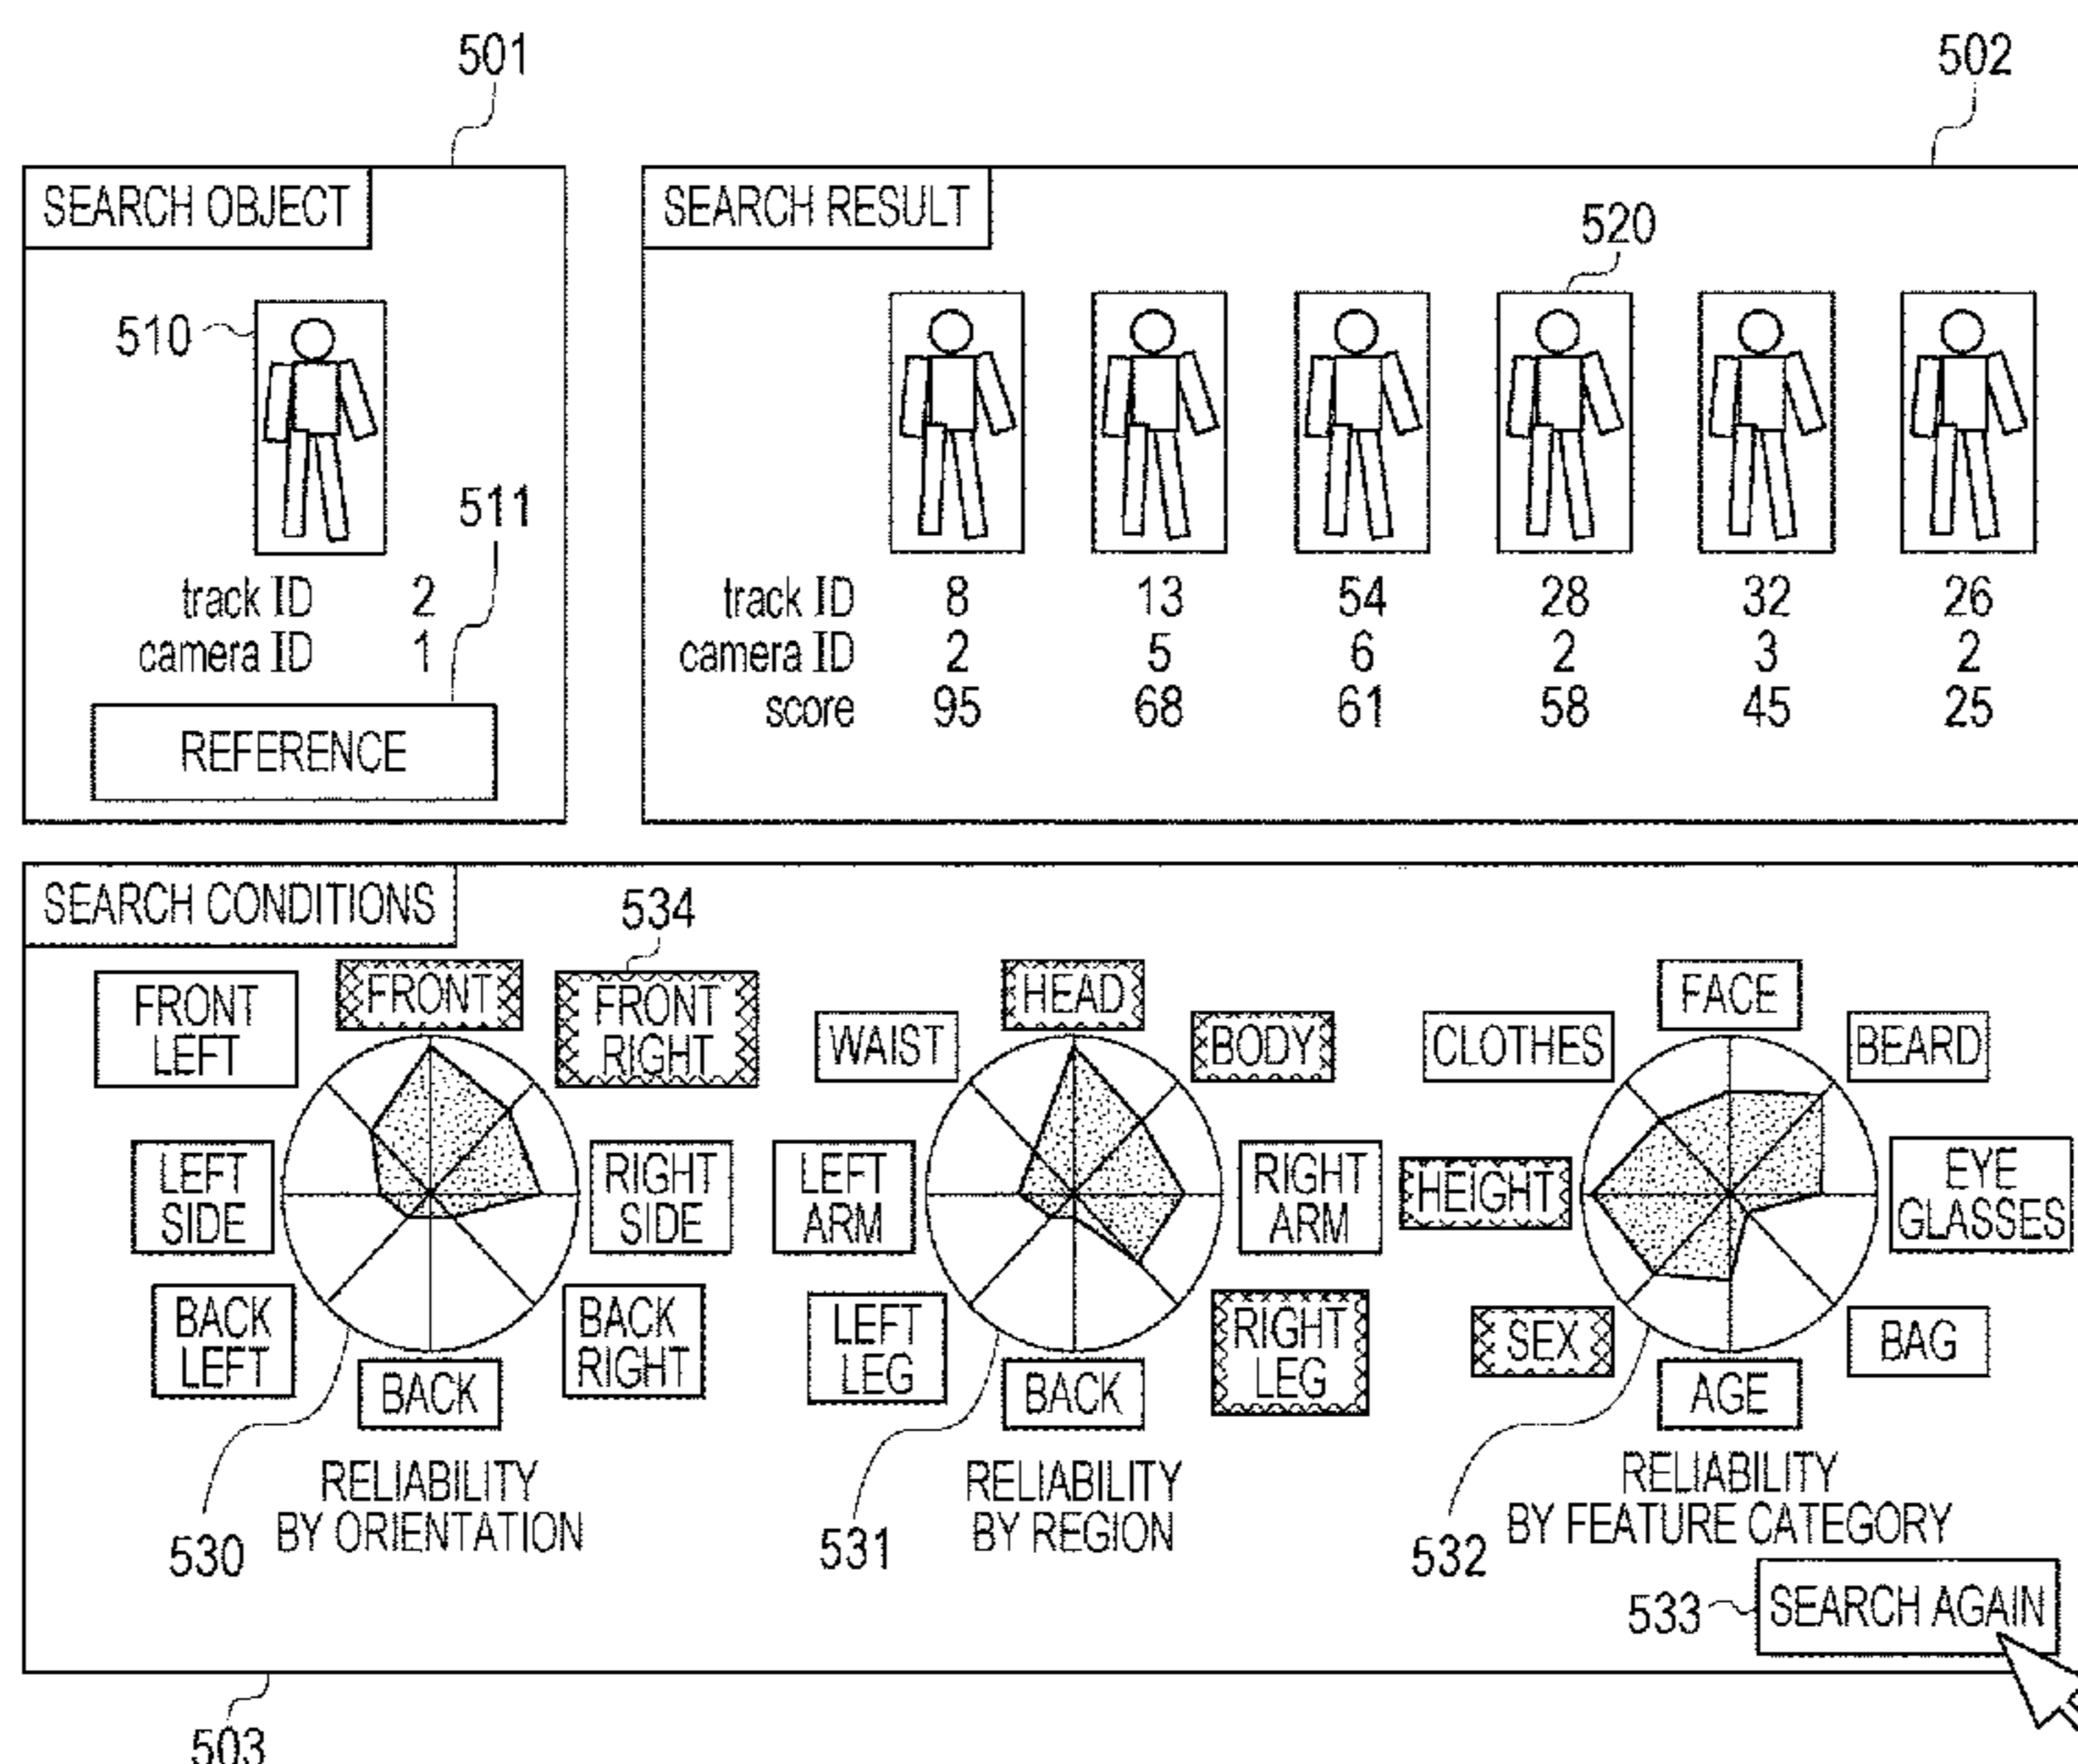 501
502
SEARCH OBJECT
510
511
track ID 2
camera ID 1
REFERENCE
SEARCH RESULT
520
track ID 8 13 54 28 32 26
camera ID 2 5 6 2 3 2
score 95 68 61 58 45 25
SEARCH CONDITIONS
534
FRONT
LEFT
FRONT
FRONT
RIGHT
LEFT
SIDE
RIGHT
SIDE
BACK
LEFT
BACK
BACK
RIGHT
530
RELIABILITY
BY ORIENTATION
WAIST
HEAD
BODY
LEFT
ARM
RIGHT
ARM
LEFT
LEG
BACK
RIGHT
LEG
531
RELIABILITY
BY REGION
CLOTHES
FACE
BEARD
HEIGHT
EYE
GLASSES
SEX
AGE
BAG
532
RELIABILITY
BY FEATURE CATEGORY
533
SEARCH AGAIN
503